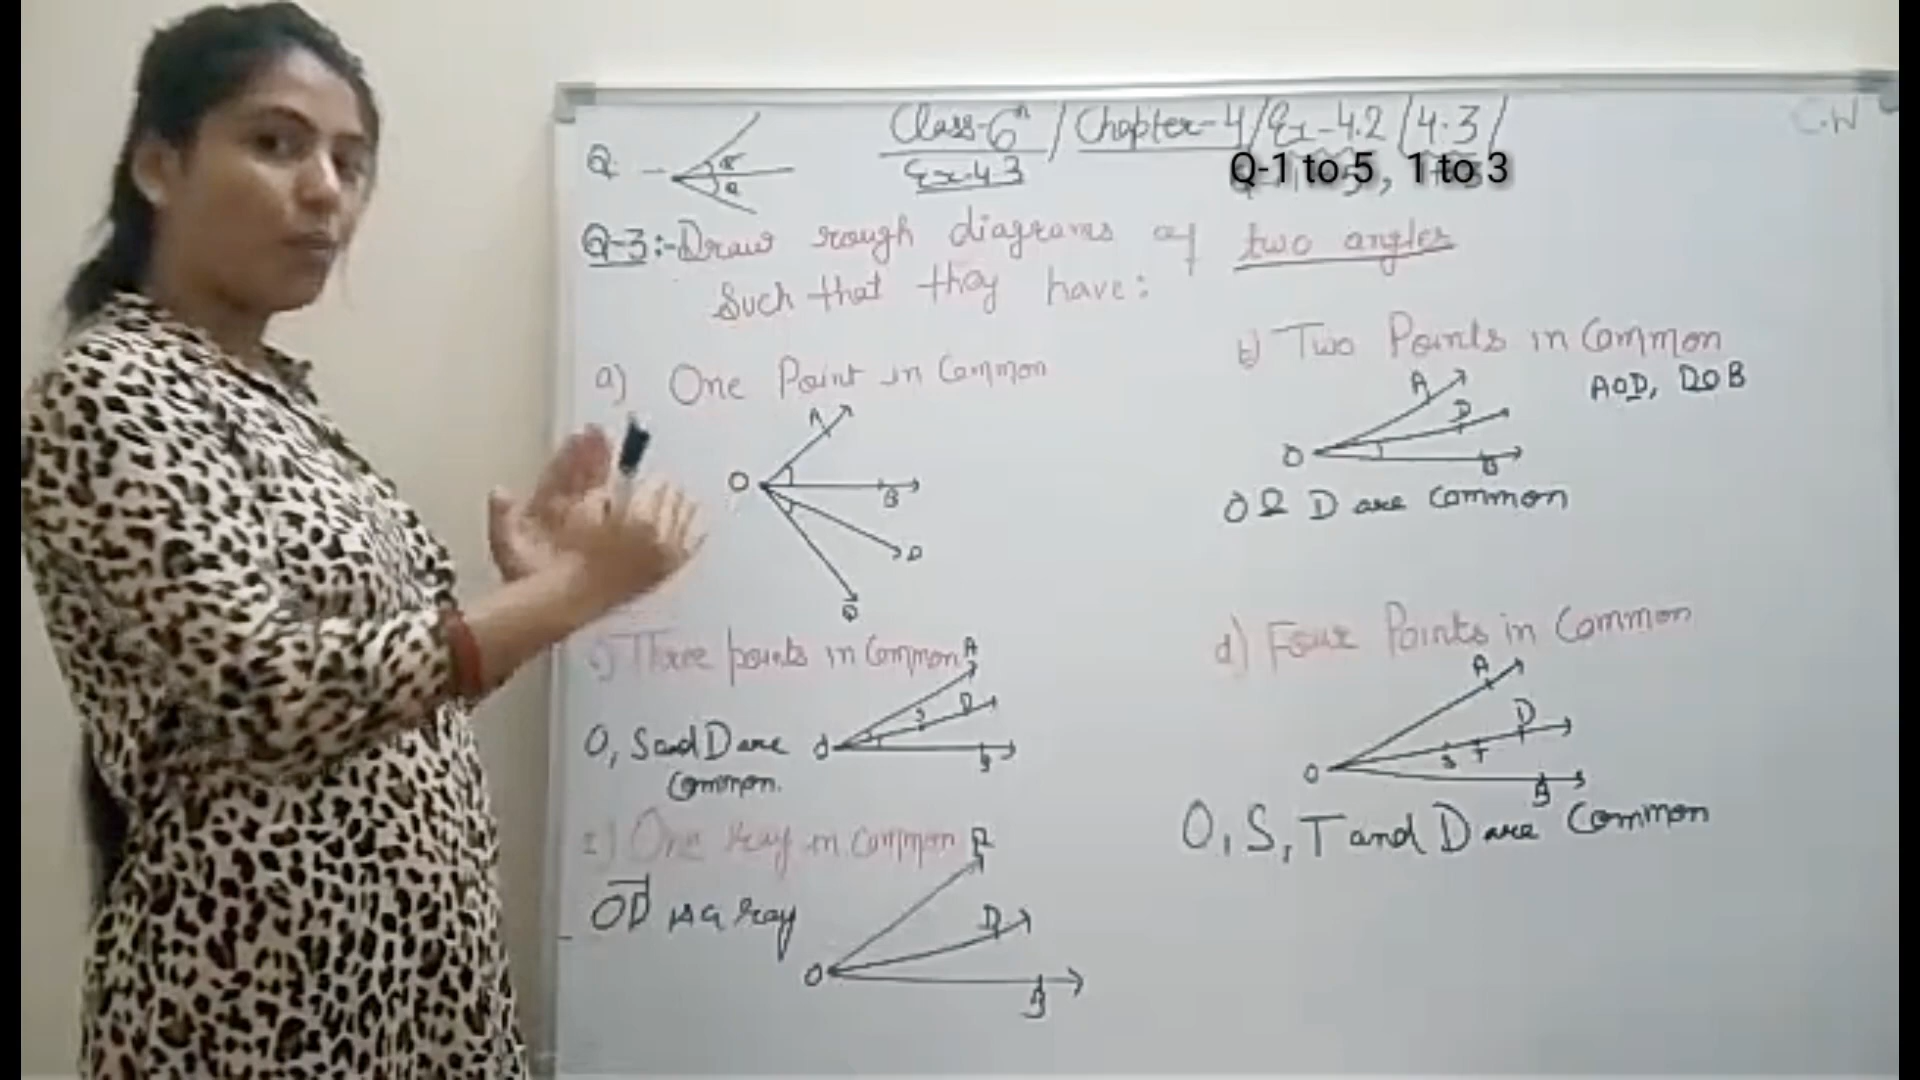 Class-6th / Chapter-4 / Ex-4.2 / 4.3 /
C.W
Q.
Ex-4.3
Q-1 to 5, 1 to 3
Q-3:- Draw rough diagrams of two angles
Such that they have:
a) One Point in Common
A
O
B
D
b) Two Points in Common
AOD, DOB
A
D
O
B
O & D are common
c) Three points in Common
A
S
D
O
B
O, S and D are
Common.
d) Four Points in Common
A
D
S T
O
B
O, S, T and D are Common
One ray in common
OD is a ray
D
O
B